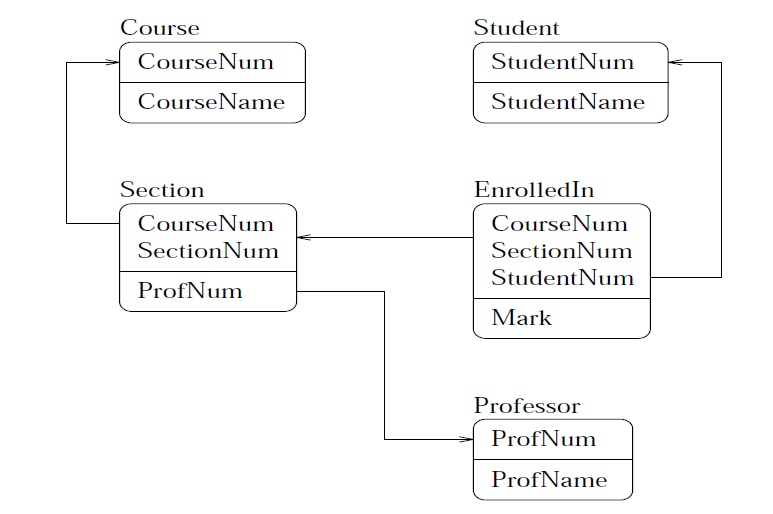 Course
CourseNum
CourseName
Student
StudentNum
StudentName
Section
CourseNum
SectionNum
ProfNum
EnrolledIn
CourseNum
SectionNum
StudentNum
Mark
Professor
ProfNum
ProfName